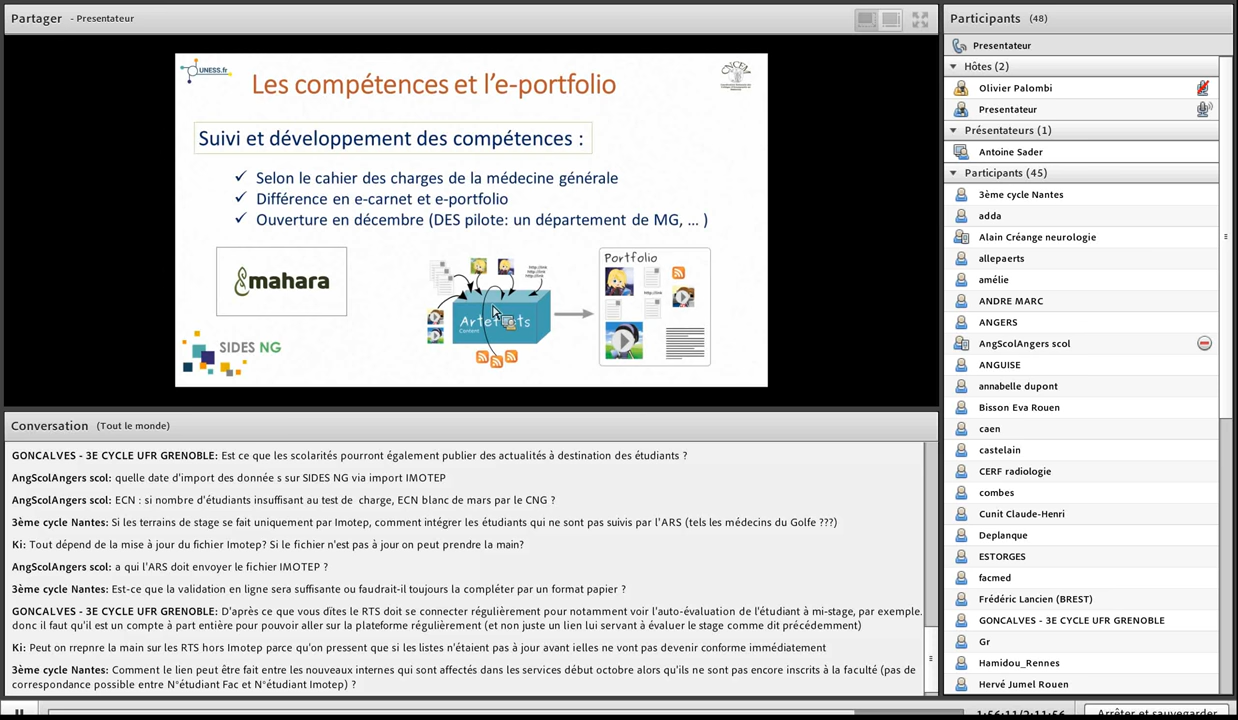 Partager - Presentateur
UNESS.fr
CNCEM
Les compétences et l'e-portfolio
Suivi et développement des compétences :
✓ Selon le cahier des charges de la médecine générale
✓ Différence en e-carnet et e-portfolio
✓ Ouverture en décembre (DES pilote: un département de MG, ... )
mahara
Portfolio
Content
SIDES NG
Conversation (Tout le monde)
GONCALVES - 3E CYCLE UFR GRENOBLE: Est ce que les scolarités pourront également publier des actualités à destination des étudiants ?
AngScolAngers scol: quelle date d'import des donnée s sur SIDES NG via import IMOTEP
AngScolAngers scol: ECN : si nombre d'étudiants insuffisant au test de charge, ECN blanc de mars par le CNG ?
3ème cycle Nantes: Si les terrains de stage se fait uniquement par Imotep, comment intégrer les étudiants qui ne sont pas suivis par l'ARS (tels les médecins du Golfe ???)
Ki: Tout dépend de la mise à jour du fichier Imotep? Si le fichier n'est pas à jour on peut prendre la main?
AngScolAngers scol: a qui l'ARS doit envoyer le fichier IMOTEP ?
3ème cycle Nantes: Est-ce que la validation en ligne sera suffisante ou faudrait-il toujours la compléter par un format papier ?
GONCALVES - 3E CYCLE UFR GRENOBLE: D'après ce que vous dîtes le RTS doit se connecter régulièrement pour notamment voir l'auto-évaluation de l'étudiant à mi-stage, par exemple.
donc il faut qu'il est un compte à part entière pour pouvoir aller sur la plateforme régulièrement (et non juste un lien lui servant à évaluer le stage comme dit précédemment)
Ki: Peut on rrepnre la main sur les RTS hors Imotep parce qu'on pressent que si les listes n'étaient pas à jour avant ielles ne vont pas devenir conforme immédiatement
3ème cycle Nantes: Comment le lien peut être fait entre les nouveaux internes qui sont affectés dans les services début octobre alors qu'ils ne sont pas encore inscrits à la faculté (pas de
correspondance possible entre N°étudiant Fac et N°étudiant Imotep) ?
Participants (48)
Presentateur
Hôtes (2)
Olivier Palombi
Presentateur
Présentateurs (1)
Antoine Sader
Participants (45)
3ème cycle Nantes
adda
Alain Créange neurologie
allepaerts
amélie
ANDRE MARC
ANGERS
AngScolAngers scol
ANGUISE
annabelle dupont
Bisson Eva Rouen
caen
castelain
CERF radiologie
combes
Cunit Claude-Henri
Deplanque
ESTORGES
facmed
Frédéric Lancien (BREST)
GONCALVES - 3E CYCLE UFR GRENOBLE
Gr
Hamidou_Rennes
Hervé Jumel Rouen
1:56:11/2:11:56
Arrêter et sauvegarder